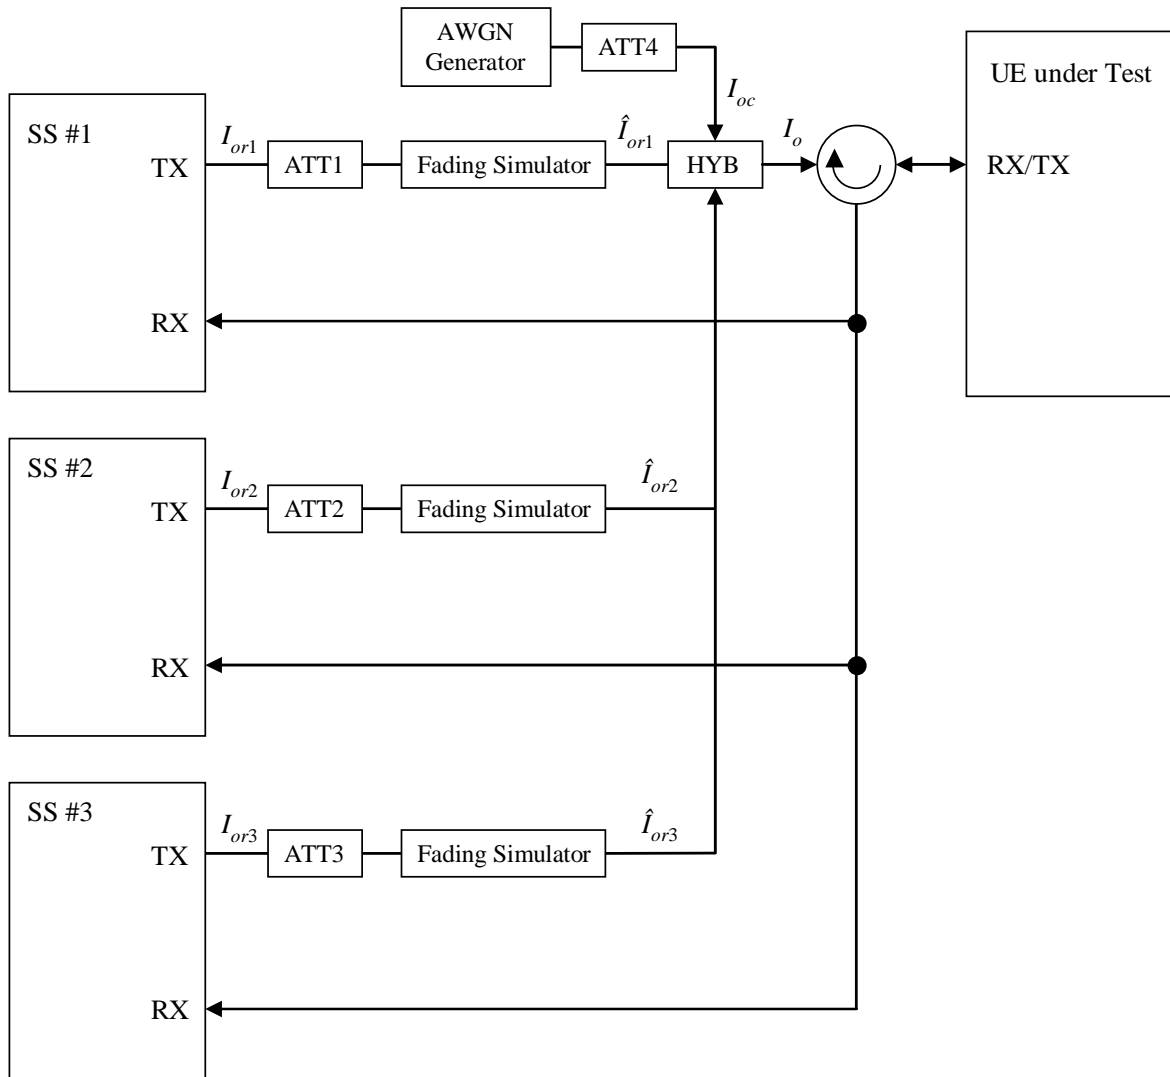 AWGN
Generator
ATT4
UE under Test
I_oc
SS #1
I_or1
Î_or1
I_o
TX
ATT1
Fading Simulator
HYB
RX/TX
RX
SS #2
I_or2
Î_or2
TX
ATT2
Fading Simulator
RX
SS #3
I_or3
Î_or3
TX
ATT3
Fading Simulator
RX